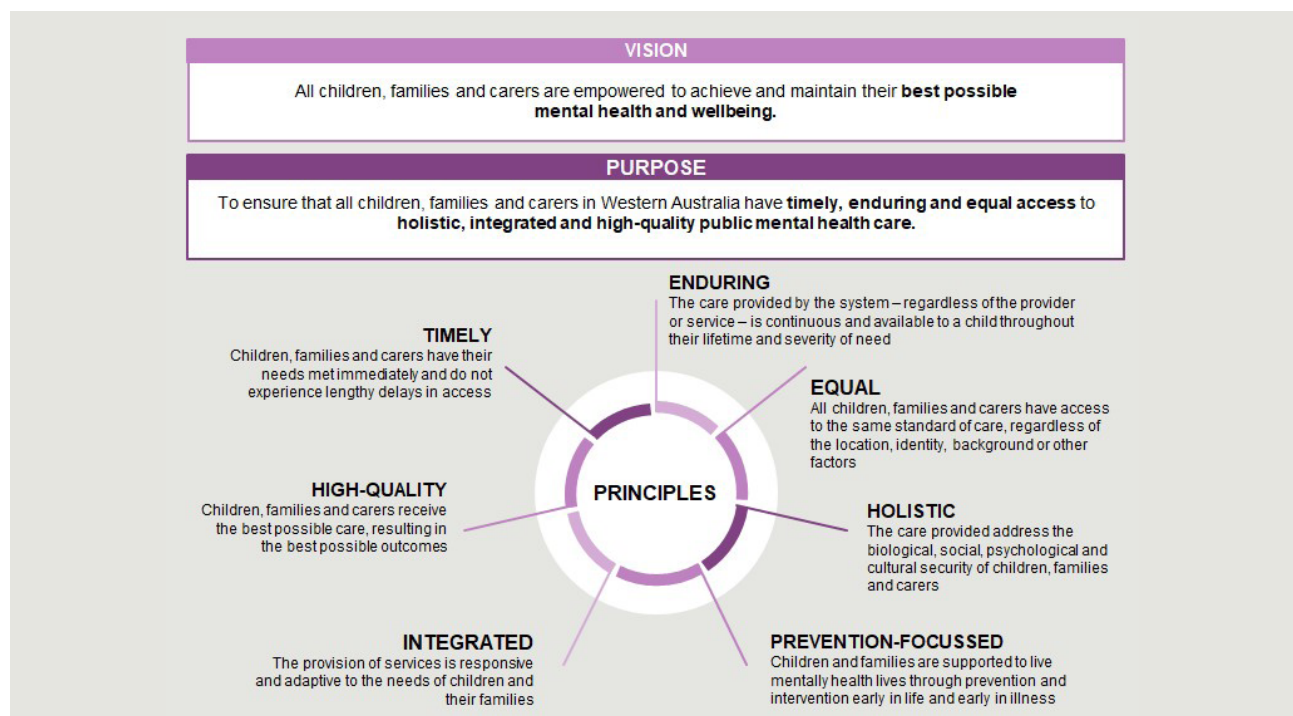 VISION
All children, families and carers are empowered to achieve and maintain their best possible
mental health and wellbeing.
PURPOSE
To ensure that all children, families and carers in Western Australia have timely, enduring and equal access to
holistic, integrated and high-quality public mental health care.
ENDURING
The care provided by the system – regardless of the provider
or service – is continuous and available to a child throughout
their lifetime and severity of need
TIMELY
Children, families and carers have their
needs met immediately and do not
experience lengthy delays in access
EQUAL
All children, families and carers have access
to the same standard of care, regardless of
the location, identity, background or other
factors
PRINCIPLES
HIGH-QUALITY
Children, families and carers receive
the best possible care, resulting in
the best possible outcomes
HOLISTIC
The care provided address the
biological, social, psychological and
cultural security of children, families
and carers
INTEGRATED
The provision of services is responsive
and adaptive to the needs of children and
their families
PREVENTION-FOCUSSED
Children and families are supported to live
mentally health lives through prevention and
intervention early in life and early in illness